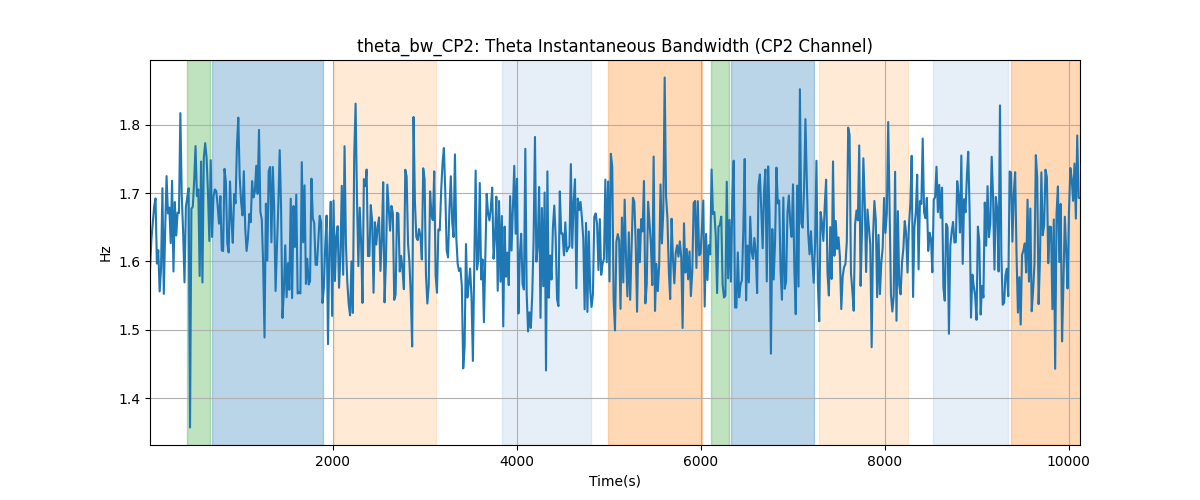 theta_bw_CP2: Theta Instantaneous Bandwidth (CP2 Channel)
1.8
1.7
1.6
1.5
1.4
Hz
2000 4000 6000 8000 10000
Time(s)